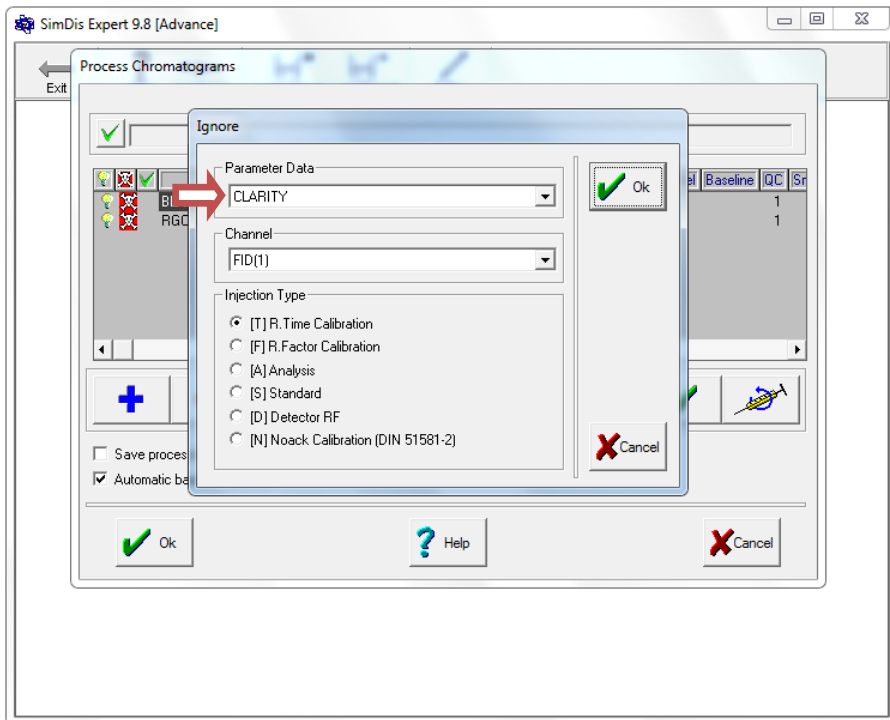 SimDis Expert 9.8 [Advance]
Process Chromatograms
Exit
Ignore
Parameter Data
CLARITY
Ok
el Baseline QC Sr
1
RGC
1
Channel
FID(1)
Injection Type
[T] R.Time Calibration
[F] R.Factor Calibration
[A] Analysis
[S] Standard
[D] Detector RF
[N] Noack Calibration (DIN 51581-2)
Cancel
Save proces
Automatic ba
Ok
Help
Cancel